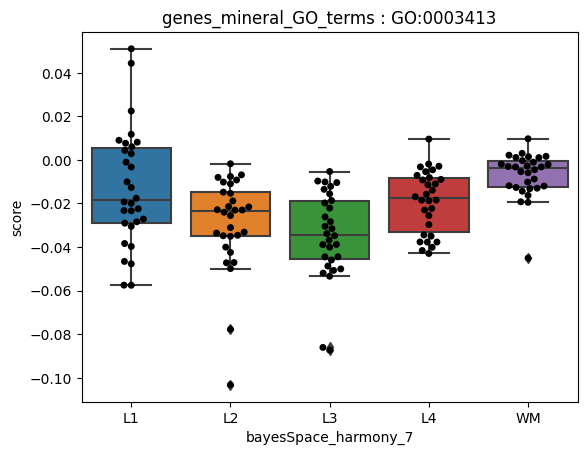 genes_mineral_GO_terms : GO:0003413
0.04
0.02
0.00
−0.02
−0.04
−0.06
−0.08
−0.10
score
L1 L2 L3 L4 WM
bayesSpace_harmony_7